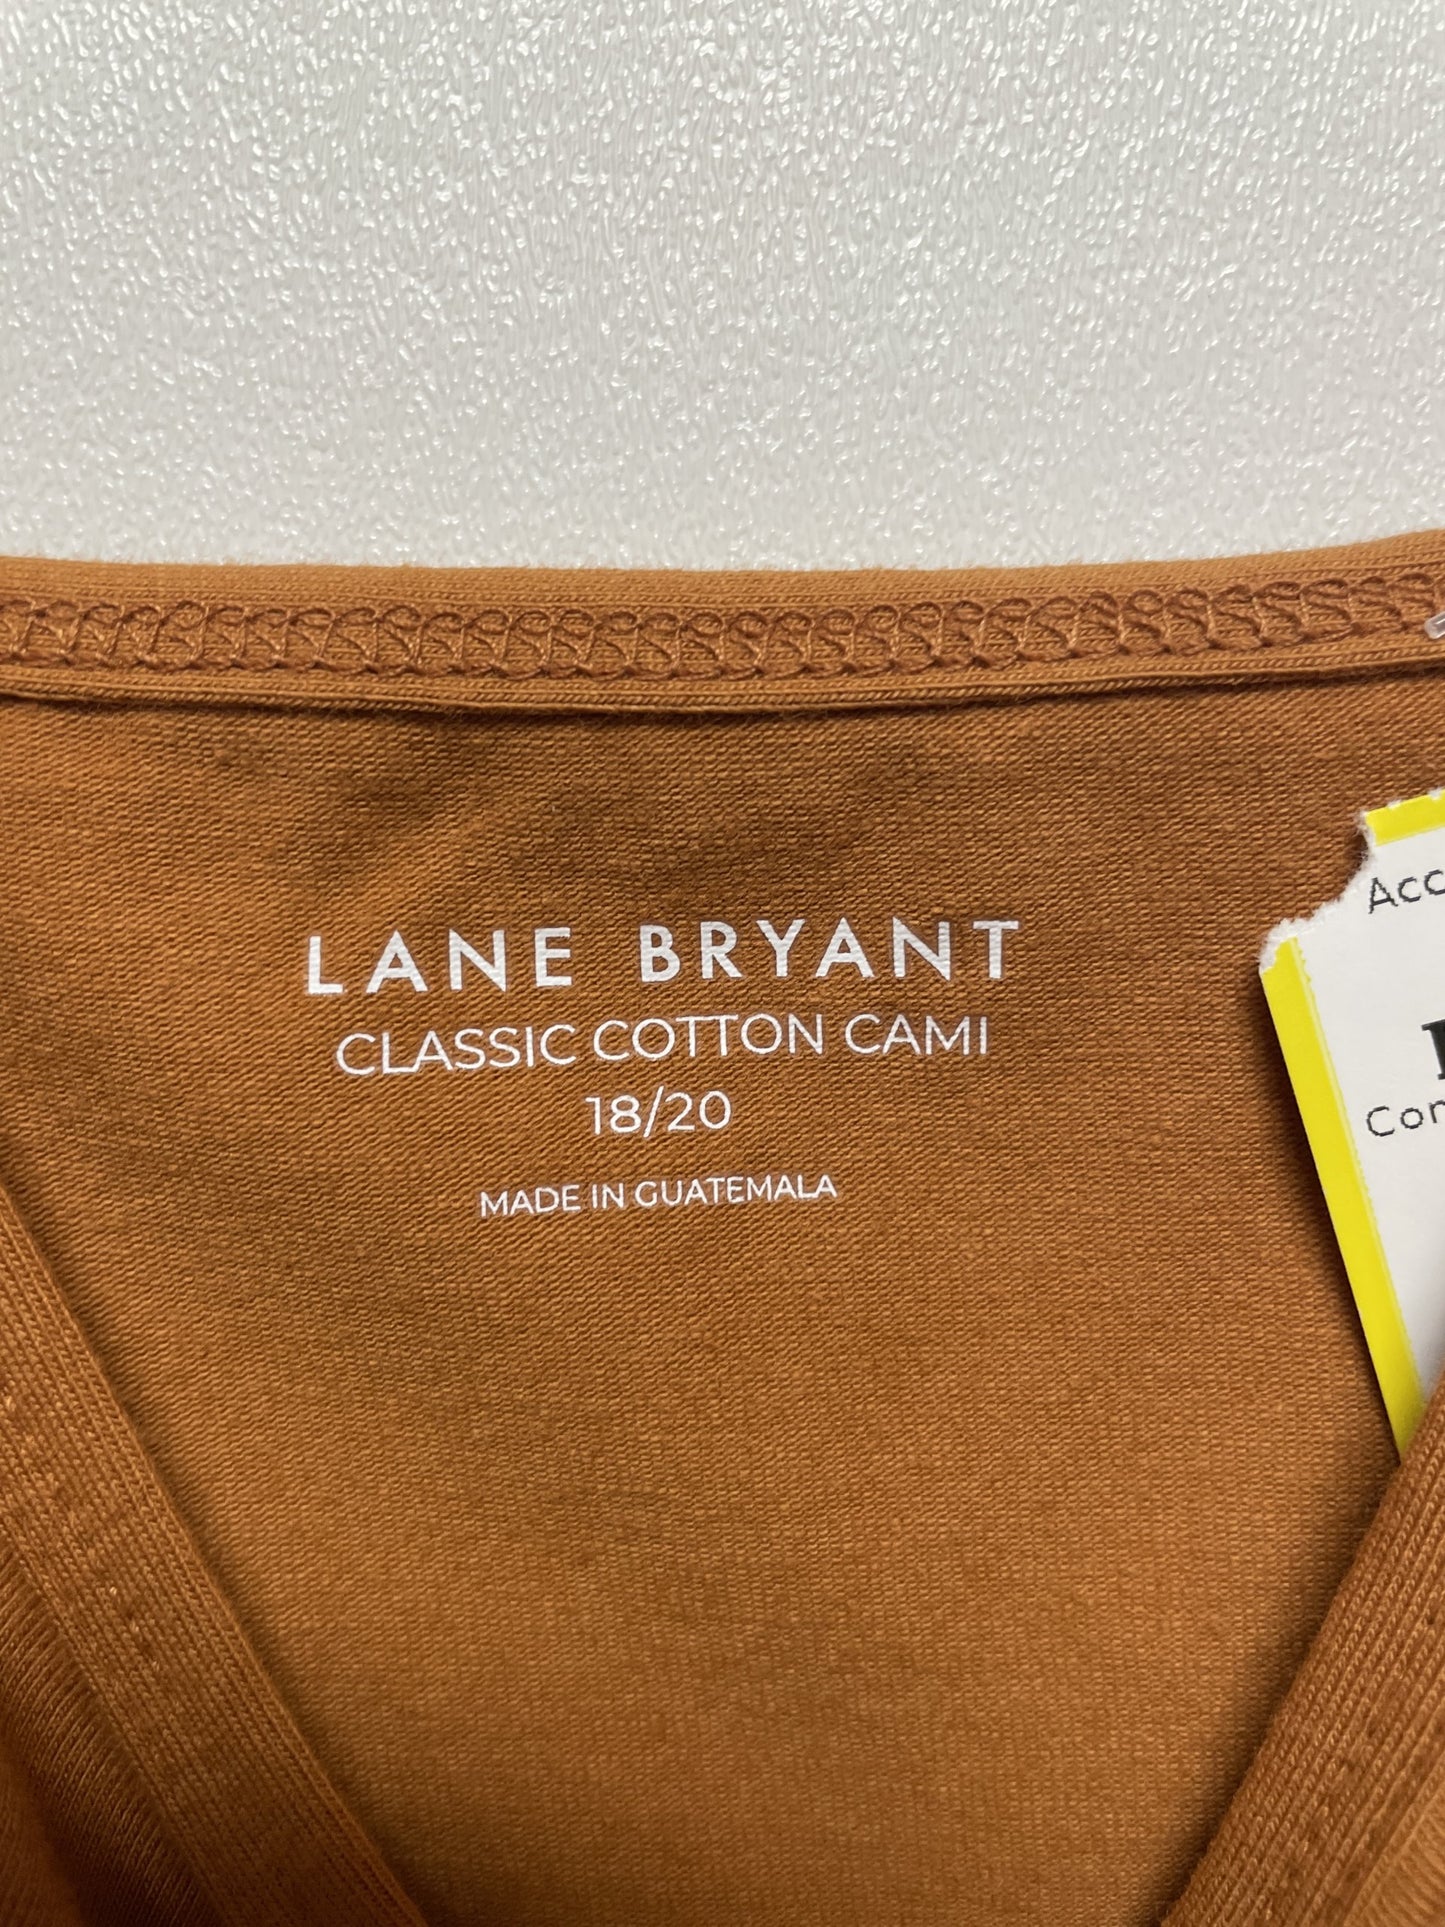 LANE BRYANT
CLASSIC COTTON CAMI
18/20
MADE IN GUATEMALA